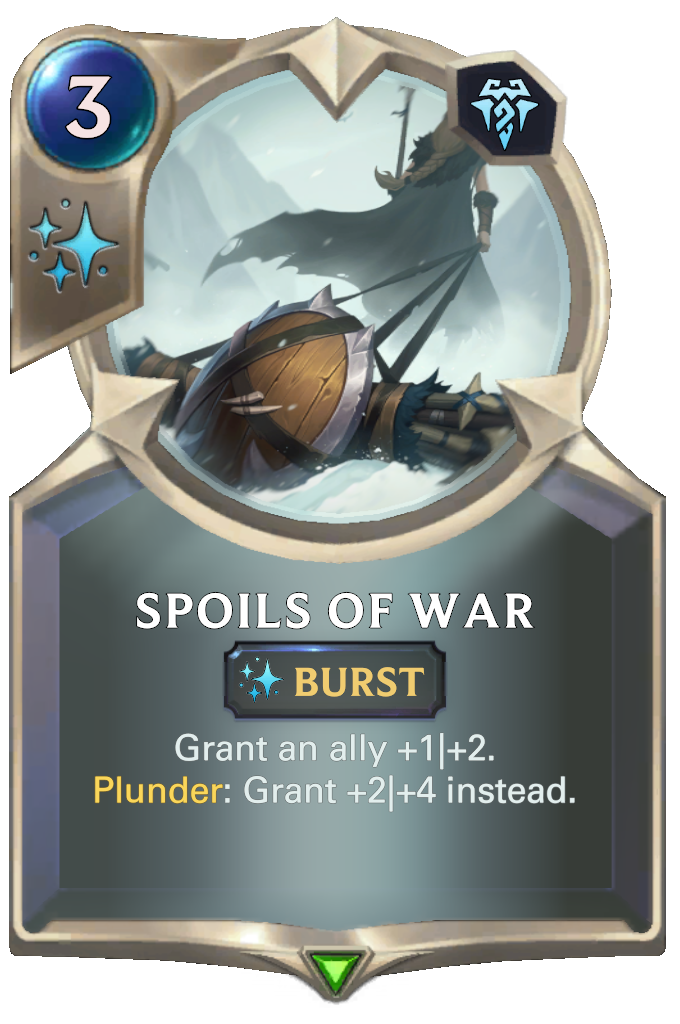 3
SPOILS OF WAR
BURST
Grant an ally +1|+2.
Plunder: Grant +2|+4 instead.